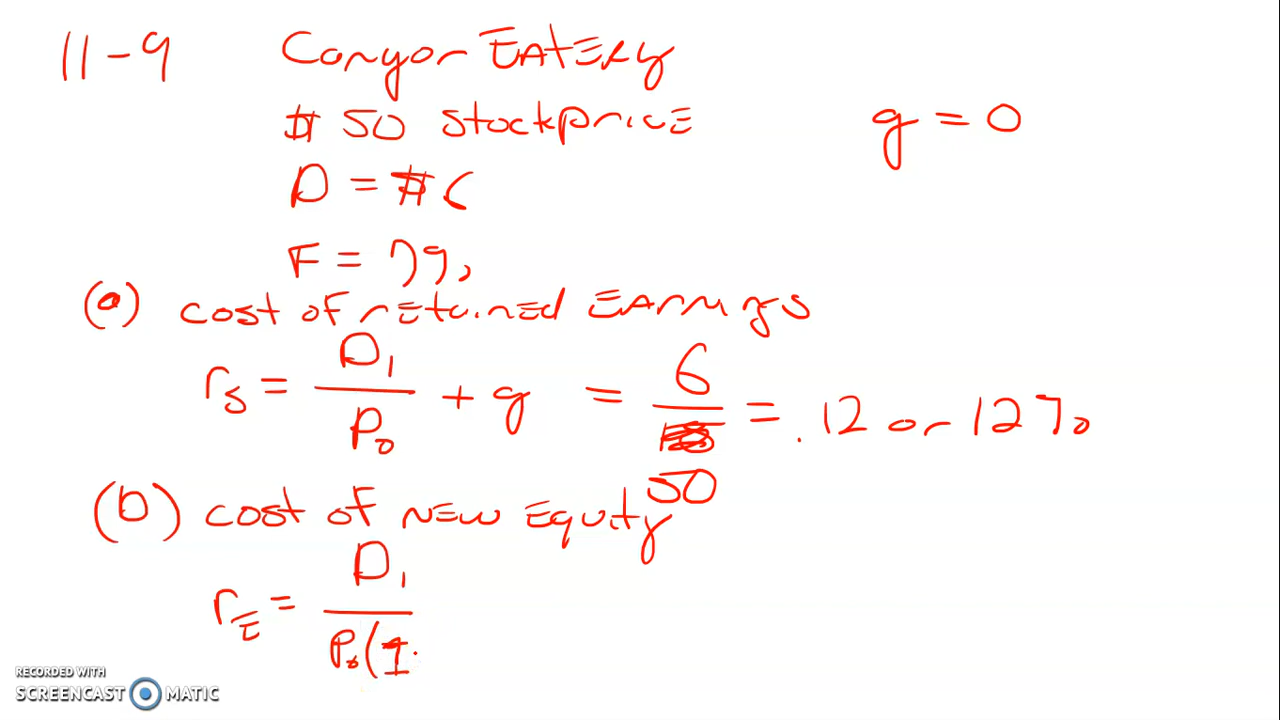 11-9 Canyon EATERY
$50 stockprice g = 0
D = $6
F = 7%
(a) cost of retained EARNINGS
rs = D1 / P0 + g = 6 / 50 = .12 or 12%
(b) cost of NEW Equity
rE = D1 / P0(1
RECORDED WITH
SCREENCAST MATIC